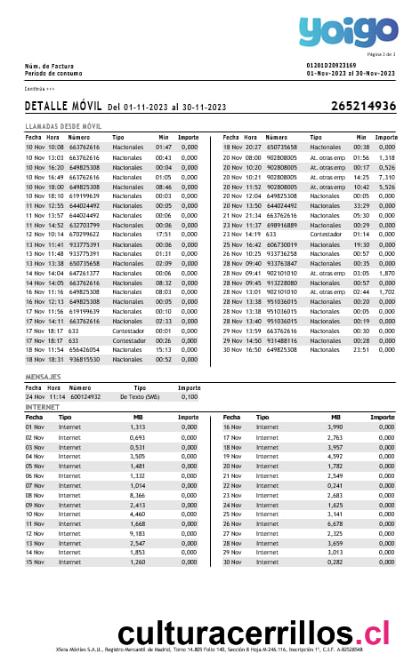 yoigo
Página 2 de 2
Núm. de Factura 01201D20923169
Periodo de consumo 01-Nov-2023 al 30-Nov-2023
DETALLE MÓVIL Del 01-11-2023 al 30-11-2023 265214936
LLAMADAS DESDE MÓVIL
Fecha Hora Número Tipo Min Importe
10 Nov 10:08 663762616 Nacionales 01:47 0,000
10 Nov 13:03 663762616 Nacionales 00:43 0,000
10 Nov 16:20 649825308 Nacionales 00:04 0,000
10 Nov 16:49 663762616 Nacionales 01:05 0,000
10 Nov 18:00 649825308 Nacionales 08:46 0,000
10 Nov 18:10 619199639 Nacionales 00:03 0,000
11 Nov 12:55 644024492 Nacionales 00:05 0,000
11 Nov 13:57 644024492 Nacionales 00:06 0,000
11 Nov 14:52 632703799 Nacionales 00:06 0,000
12 Nov 10:14 670299622 Nacionales 17:51 0,000
13 Nov 11:41 933775391 Nacionales 00:06 0,000
13 Nov 11:48 933775391 Nacionales 01:31 0,000
13 Nov 13:38 650735658 Nacionales 02:09 0,000
14 Nov 14:04 647261377 Nacionales 00:06 0,000
14 Nov 14:05 663762616 Nacionales 08:32 0,000
16 Nov 11:16 649825308 Nacionales 08:03 0,000
16 Nov 12:13 649825308 Nacionales 00:05 0,000
17 Nov 11:56 619199639 Nacionales 00:10 0,000
17 Nov 14:11 663762616 Nacionales 02:33 0,000
17 Nov 18:17 633 Contestador 00:01 0,000
17 Nov 18:17 633 Contestador 00:26 0,000
18 Nov 11:54 656426054 Nacionales 15:13 0,000
18 Nov 18:31 936815530 Nacionales 00:52 0,000
Fecha Hora Número Tipo Min Importe
18 Nov 20:27 650735658 Nacionales 00:38 0,000
20 Nov 08:00 902808005 At. otras emp 01:56 1,318
20 Nov 10:20 902808005 At. otras emp 00:17 0,526
20 Nov 10:21 902808005 At. otras emp 14:25 7,310
20 Nov 11:52 902808005 At. otras emp 10:42 5,526
20 Nov 12:04 649825308 Nacionales 00:05 0,000
20 Nov 13:50 644024492 Nacionales 33:29 0,000
21 Nov 21:34 663762616 Nacionales 05:30 0,000
23 Nov 11:37 698916889 Nacionales 00:29 0,000
23 Nov 14:19 633 Contestador 01:14 0,000
25 Nov 16:42 606730019 Nacionales 19:30 0,000
26 Nov 10:25 933736258 Nacionales 00:57 0,000
28 Nov 09:40 933763847 Nacionales 00:35 0,000
28 Nov 09:41 902101010 At. otras emp 03:05 1,870
28 Nov 09:45 913228080 Nacionales 00:57 0,000
28 Nov 13:01 902101010 At. otras emp 02:44 1,702
28 Nov 13:38 951036015 Nacionales 00:20 0,000
28 Nov 13:38 951036015 Nacionales 00:05 0,000
28 Nov 13:40 951036015 Nacionales 00:19 0,000
29 Nov 13:59 663762616 Nacionales 00:30 0,000
29 Nov 14:50 931488116 Nacionales 00:28 0,000
30 Nov 16:50 649825308 Nacionales 23:51 0,000
MENSAJES
Fecha Hora Número Tipo Importe
24 Nov 11:14 600124932 De Texto (SMS) 0,100
INTERNET
Fecha Tipo MB Importe
01 Nov Internet 1,313 0,000
02 Nov Internet 0,693 0,000
03 Nov Internet 0,531 0,000
04 Nov Internet 3,505 0,000
05 Nov Internet 1,481 0,000
06 Nov Internet 1,332 0,000
07 Nov Internet 1,014 0,000
08 Nov Internet 8,366 0,000
09 Nov Internet 2,413 0,000
10 Nov Internet 4,460 0,000
11 Nov Internet 1,668 0,000
12 Nov Internet 9,183 0,000
13 Nov Internet 2,547 0,000
14 Nov Internet 1,853 0,000
15 Nov Internet 1,260 0,000
Fecha Tipo MB Importe
16 Nov Internet 3,990 0,000
17 Nov Internet 2,763 0,000
18 Nov Internet 3,957 0,000
19 Nov Internet 4,592 0,000
20 Nov Internet 1,782 0,000
21 Nov Internet 2,549 0,000
22 Nov Internet 0,241 0,000
23 Nov Internet 2,683 0,000
24 Nov Internet 1,625 0,000
25 Nov Internet 3,141 0,000
26 Nov Internet 6,678 0,000
27 Nov Internet 2,325 0,000
28 Nov Internet 3,659 0,000
29 Nov Internet 3,013 0,000
30 Nov Internet 0,282 0,000
culturacerrillos.cl
Xfera Móviles S.A.U., Registro Mercantil de Madrid, Tomo 14.805 Folio 140, Sección 8 Hoja M-246.116, Inscripción 1ª, C.I.F. A-82528548